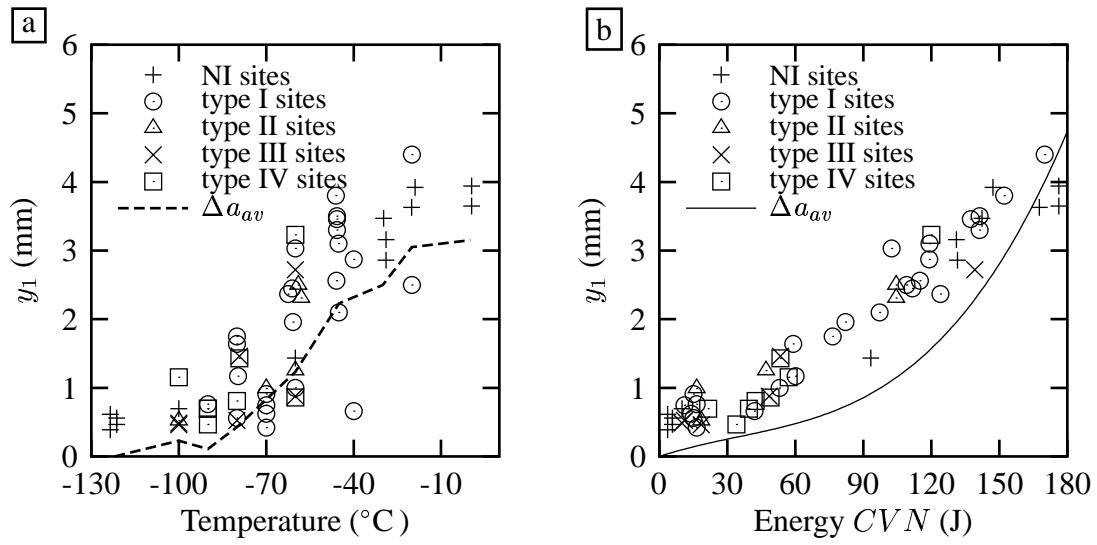 a
6
5
4
3
2
1
0
y1 (mm)
NI sites
type I sites
type II sites
type III sites
type IV sites
Δa_av
-130 -100 -70 -40 -10
Temperature (°C)
b
6
5
4
3
2
1
0
y1 (mm)
NI sites
type I sites
type II sites
type III sites
type IV sites
Δa_av
0 30 60 90 120 150 180
Energy CVN (J)